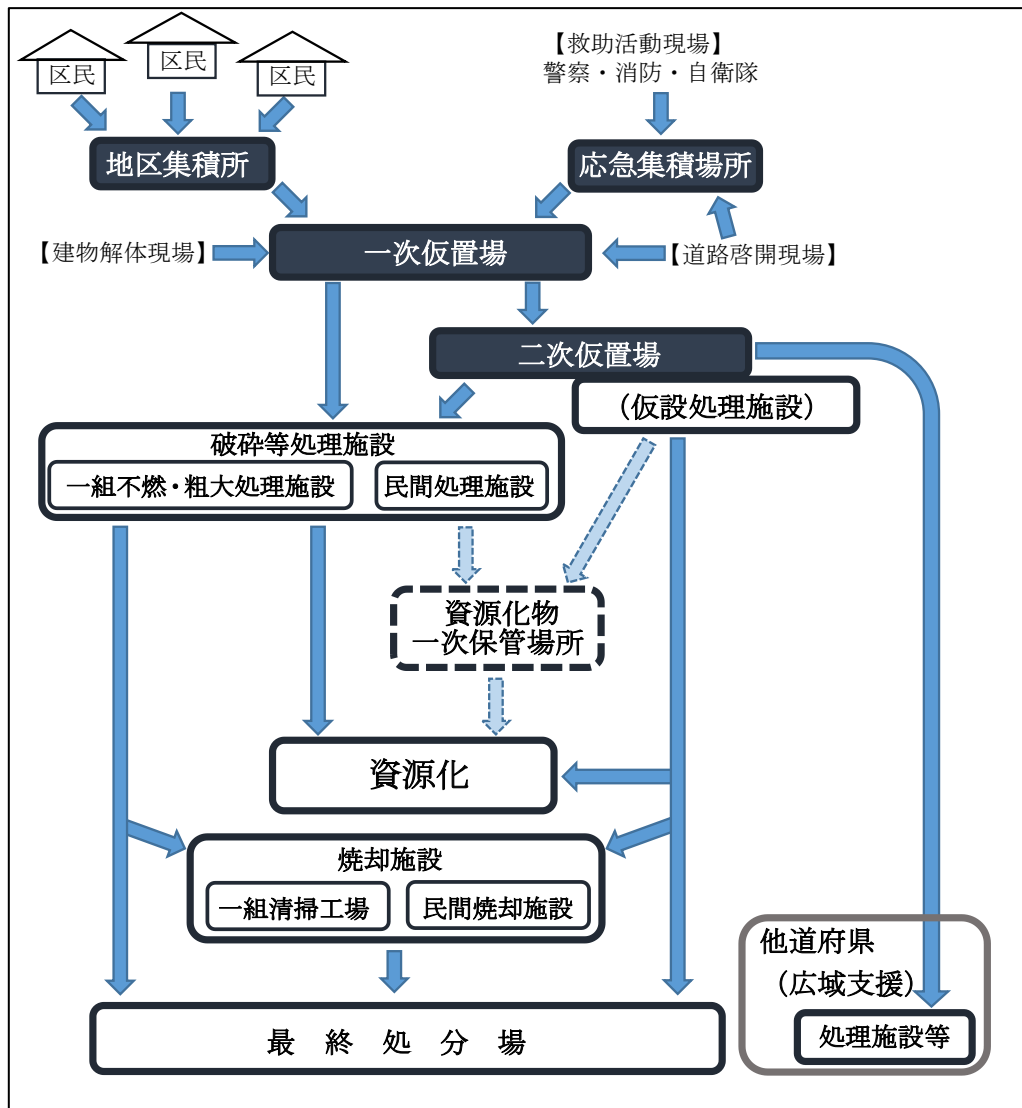 区民
区民
区民
【救助活動現場】
警察・消防・自衛隊
地区集積所
応急集積場所
【建物解体現場】
一次仮置場
【道路啓開現場】
二次仮置場
（仮設処理施設）
破砕等処理施設
一組不燃・粗大処理施設
民間処理施設
資源化物
一次保管場所
資源化
焼却施設
一組清掃工場
民間焼却施設
他道府県
（広域支援）
処理施設等
最終処分場